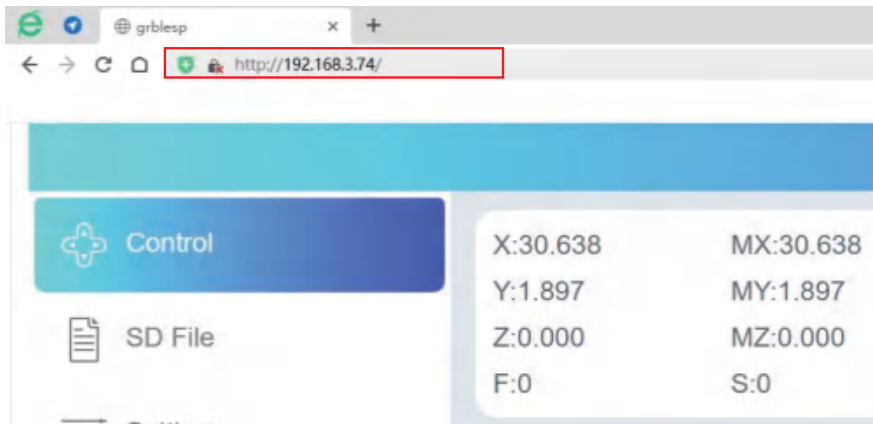 grblesp
http://192.168.3.74/
Control
X:30.638 MX:30.638
Y:1.897 MY:1.897
SD File
Z:0.000 MZ:0.000
F:0 S:0